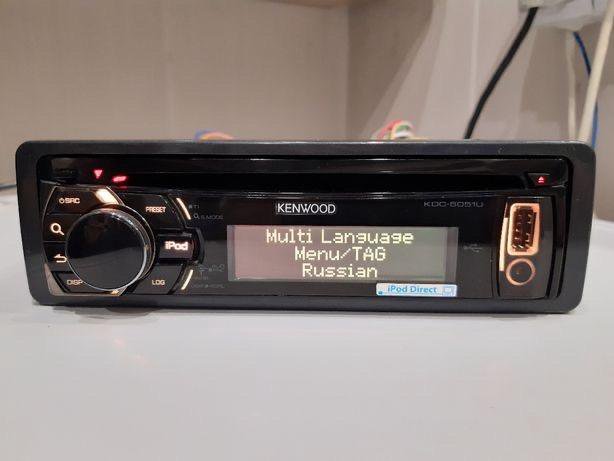 SRC
PRESET
KENWOOD
KDC-5051U
iPod
Multi Language
Menu/TAG
Russian
DISP
LOG
iPod Direct